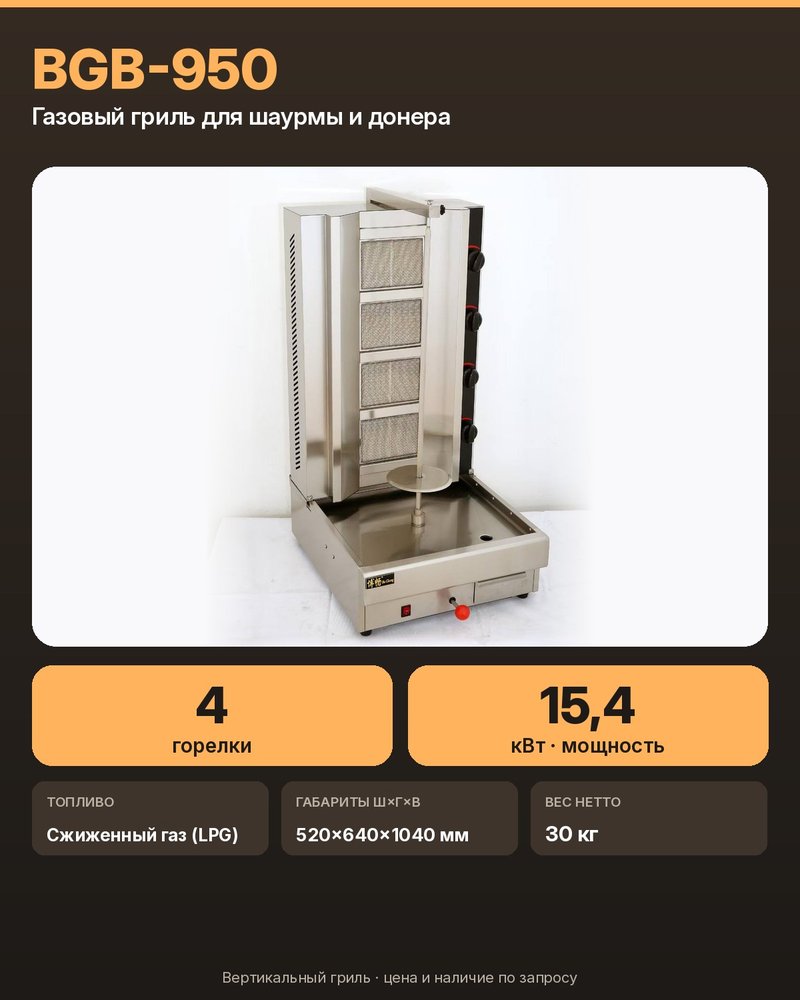 BGB-950
Газовый гриль для шаурмы и донера
4
горелки
15,4
кВт · мощность
ТОПЛИВО
Сжиженный газ (LPG)
ГАБАРИТЫ Ш×Г×В
520×640×1040 мм
ВЕС НЕТТО
30 кг
Вертикальный гриль · цена и наличие по запросу